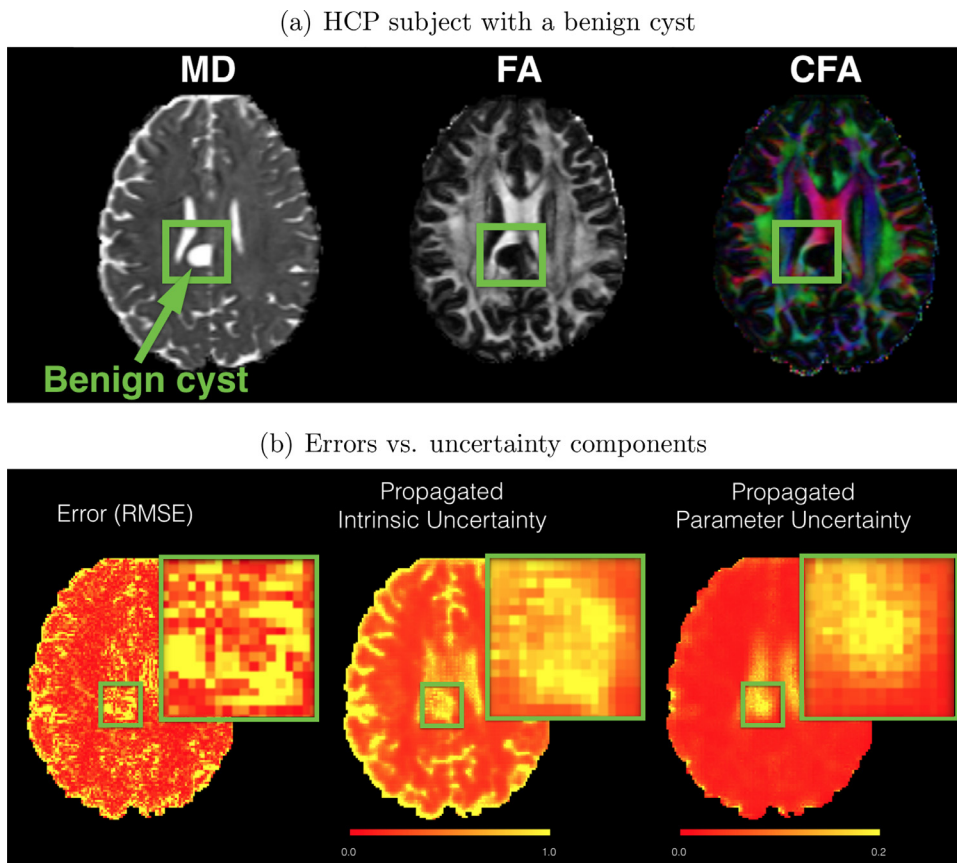 (a) HCP subject with a benign cyst
MD
FA
CFA
Benign cyst
(b) Errors vs. uncertainty components
Error (RMSE)
Propagated
Intrinsic Uncertainty
Propagated
Parameter Uncertainty
0.0
1.0
0.0
0.2